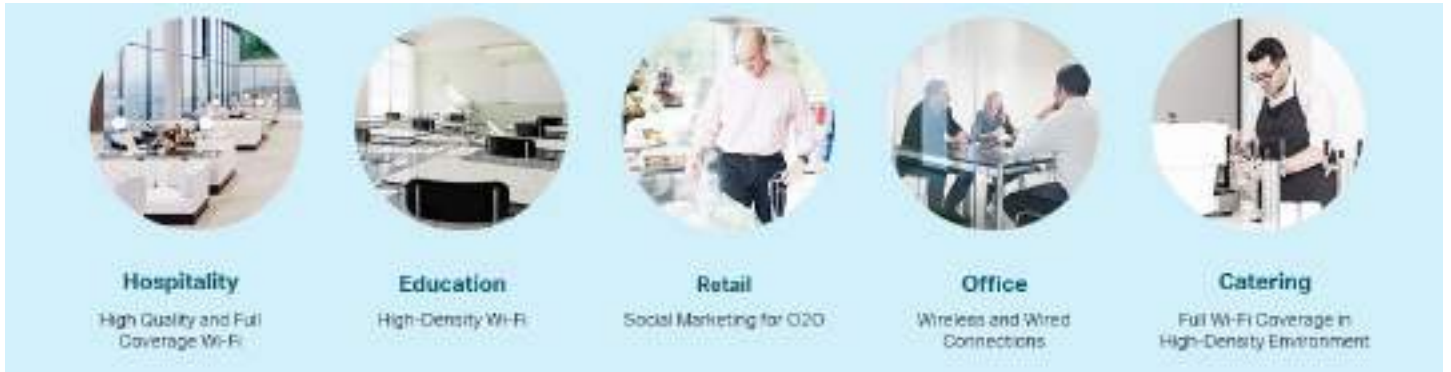 Hospitality
High Quality and Full
Coverage Wi-Fi
Education
High-Density Wi-Fi
Retail
Social Marketing for O2O
Office
Wireless and Wired
Connections
Catering
Full Wi-Fi Coverage in
High-Density Environment